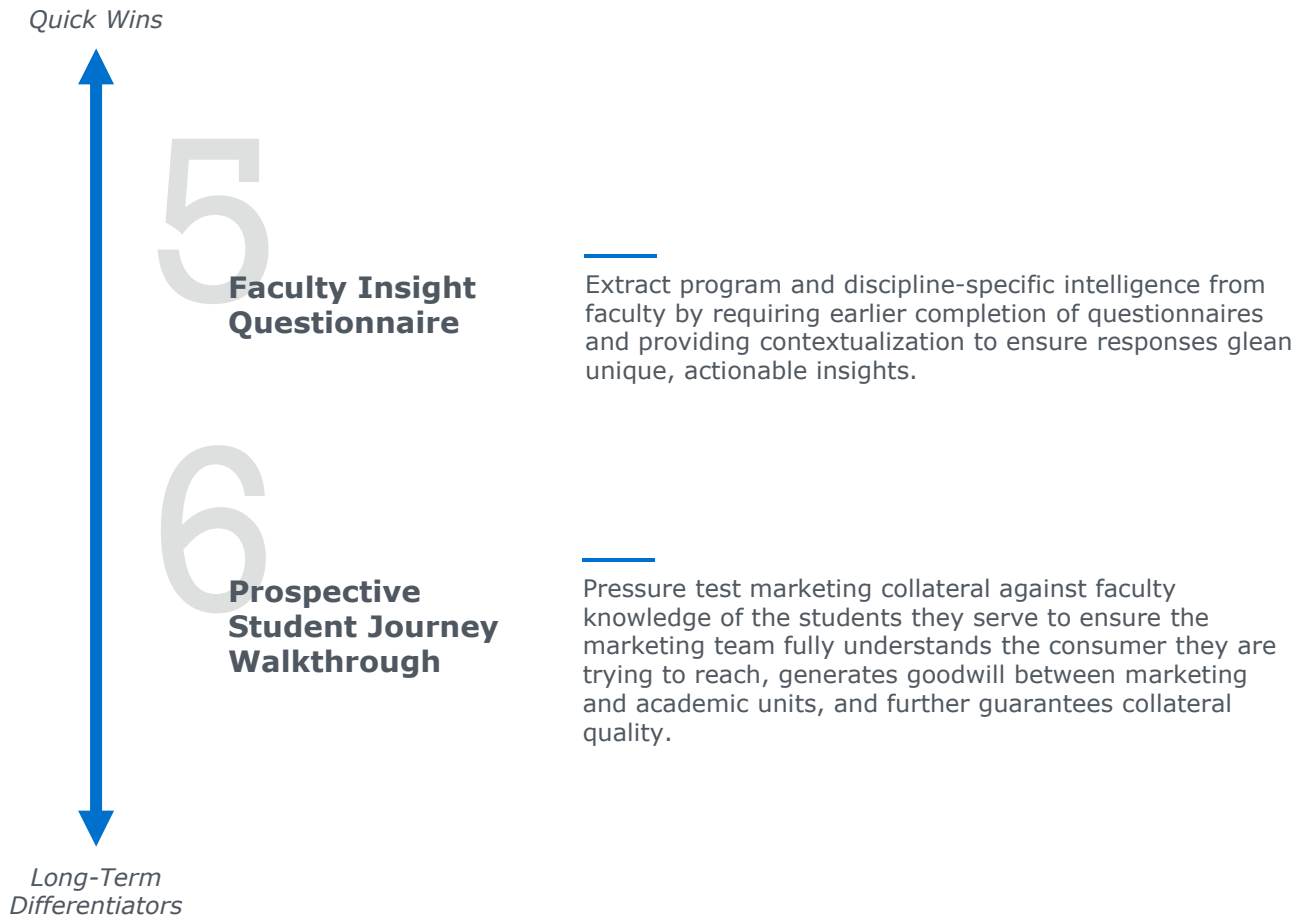 Quick Wins
5
Faculty Insight
Questionnaire
Extract program and discipline-specific intelligence from
faculty by requiring earlier completion of questionnaires
and providing contextualization to ensure responses glean
unique, actionable insights.
6
Prospective
Student Journey
Walkthrough
Pressure test marketing collateral against faculty
knowledge of the students they serve to ensure the
marketing team fully understands the consumer they are
trying to reach, generates goodwill between marketing
and academic units, and further guarantees collateral
quality.
Long-Term
Differentiators